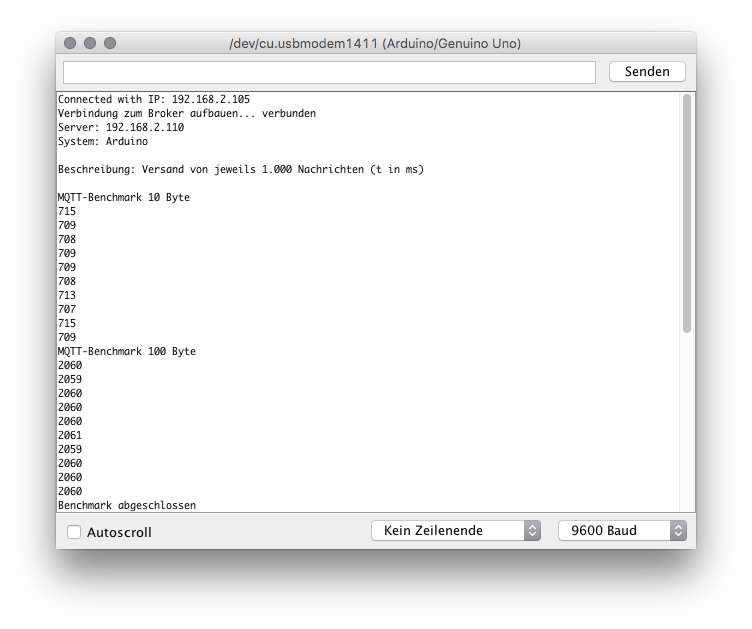 /dev/cu.usbmodem1411 (Arduino/Genuino Uno)
Senden
Connected with IP: 192.168.2.105
Verbindung zum Broker aufbauen... verbunden
Server: 192.168.2.110
System: Arduino
Beschreibung: Versand von jeweils 1.000 Nachrichten (t in ms)
MQTT-Benchmark 10 Byte
715
709
708
709
709
708
713
707
715
709
MQTT-Benchmark 100 Byte
2060
2059
2060
2060
2060
2061
2059
2060
2060
2060
Benchmark abgeschlossen
Autoscroll
Kein Zeilenende
9600 Baud